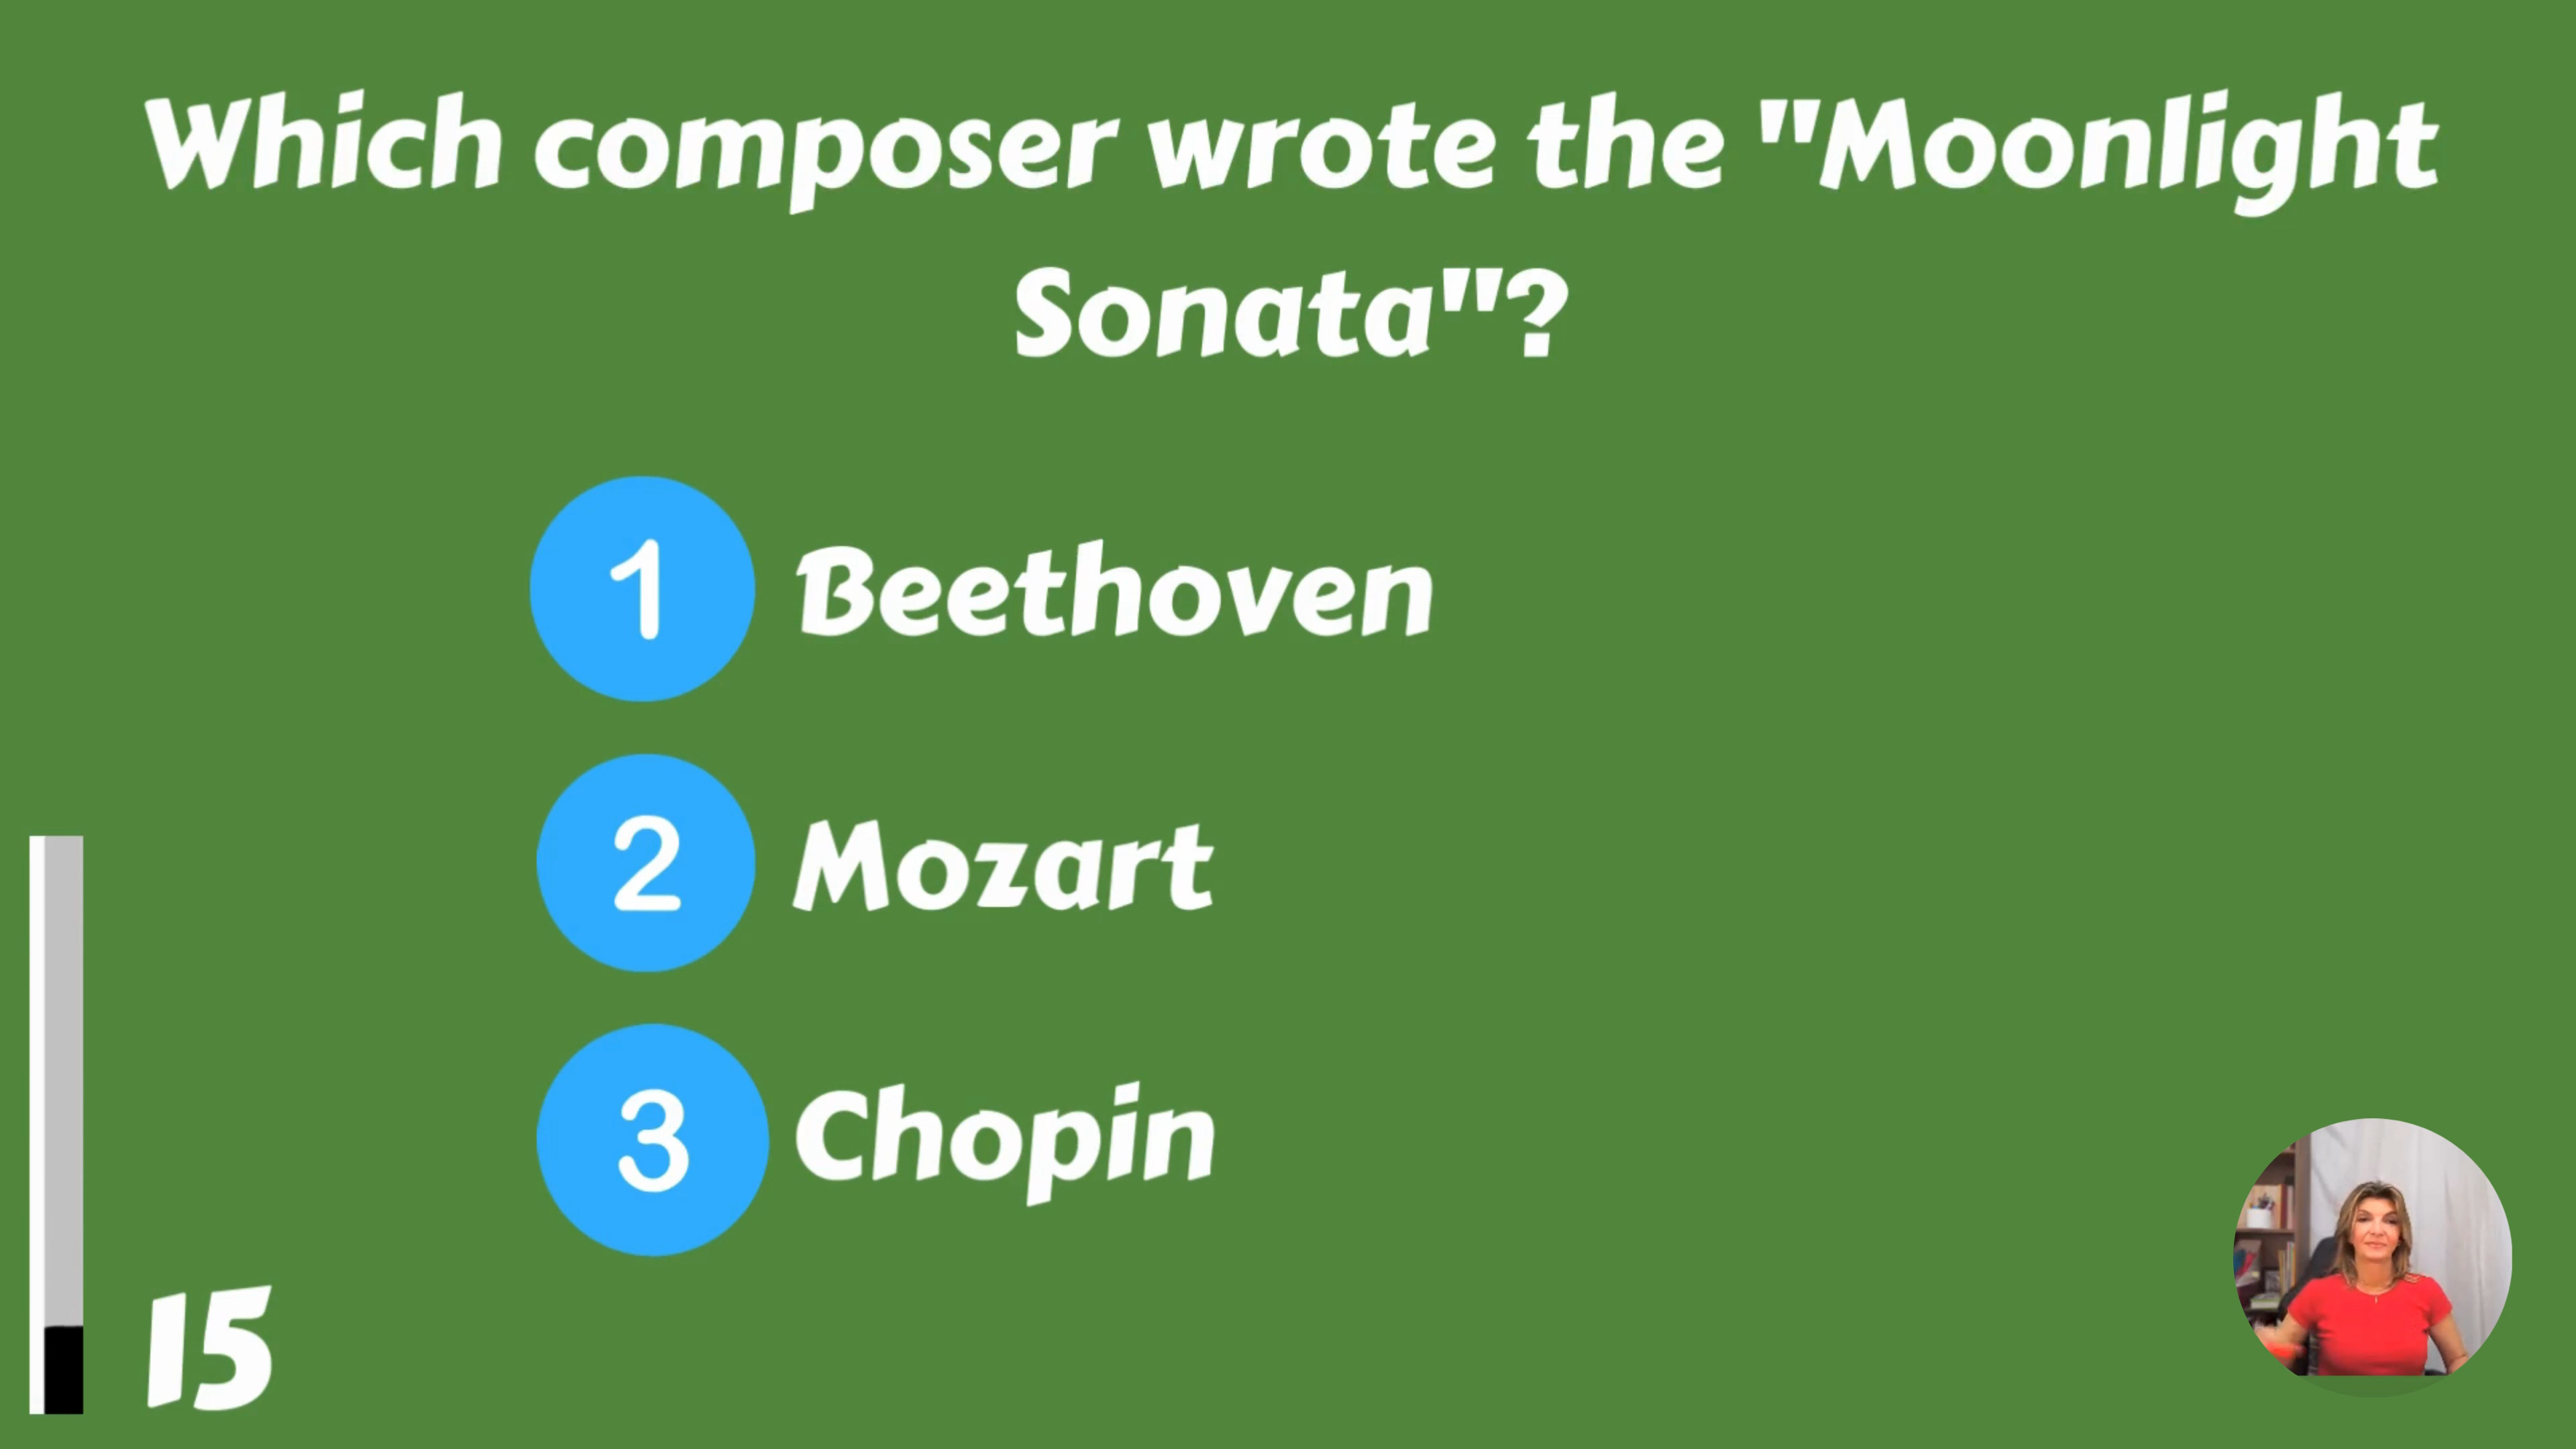 Which composer wrote the "Moonlight
Sonata"?
1 Beethoven
2 Mozart
3 Chopin
15